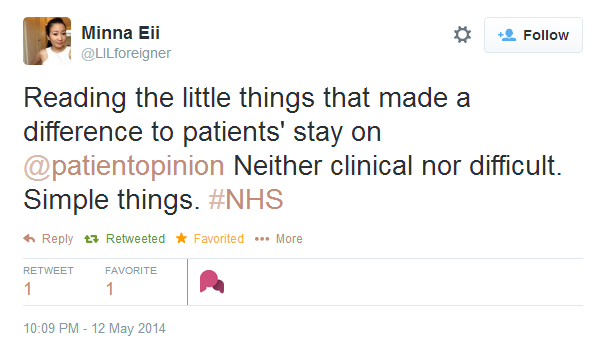 Minna Eii
@LILforeigner
Follow
Reading the little things that made a
difference to patients' stay on
@patientopinion Neither clinical nor difficult.
Simple things. #NHS
Reply Retweeted Favorited More
RETWEET FAVORITE
1 1
10:09 PM - 12 May 2014